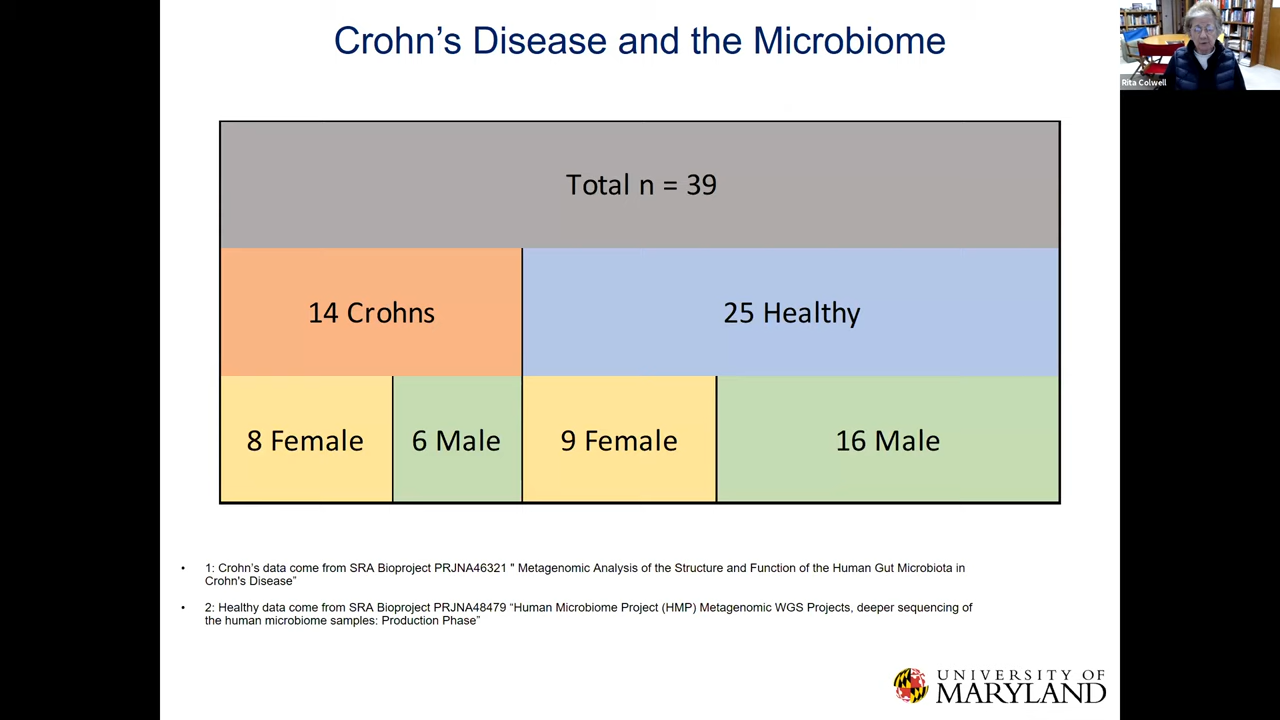 Crohn’s Disease and the Microbiome
Rita Colwell
Total n = 39
14 Crohns
25 Healthy
8 Female
6 Male
9 Female
16 Male
• 1: Crohn’s data come from SRA Bioproject PRJNA46321 " Metagenomic Analysis of the Structure and Function of the Human Gut Microbiota in
Crohn's Disease”
• 2: Healthy data come from SRA Bioproject PRJNA48479 “Human Microbiome Project (HMP) Metagenomic WGS Projects, deeper sequencing of
the human microbiome samples: Production Phase”
UNIVERSITY OF
MARYLAND